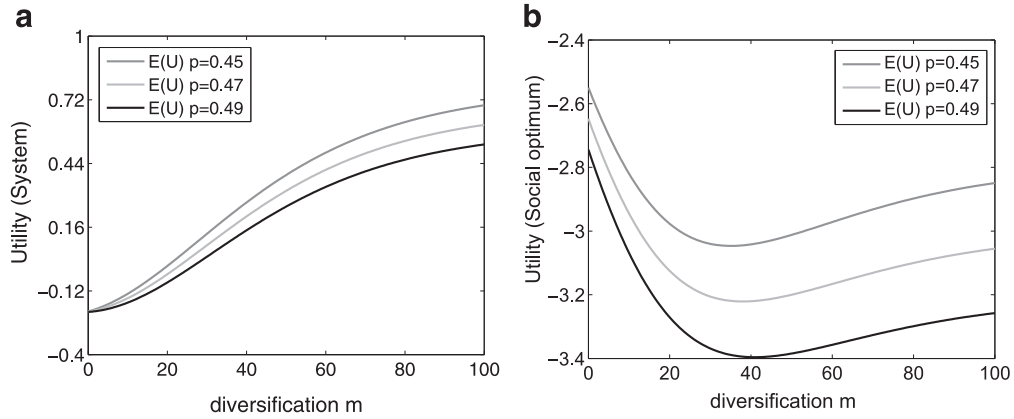 a
1
0.72
0.44
0.16
−0.12
−0.4
0 20 40 60 80 100
Utility (System)
diversification m
E(U) p=0.45
E(U) p=0.47
E(U) p=0.49
b
−2.4
−2.6
−2.8
−3
−3.2
−3.4
0 20 40 60 80 100
Utility (Social optimum)
diversification m
E(U) p=0.45
E(U) p=0.47
E(U) p=0.49